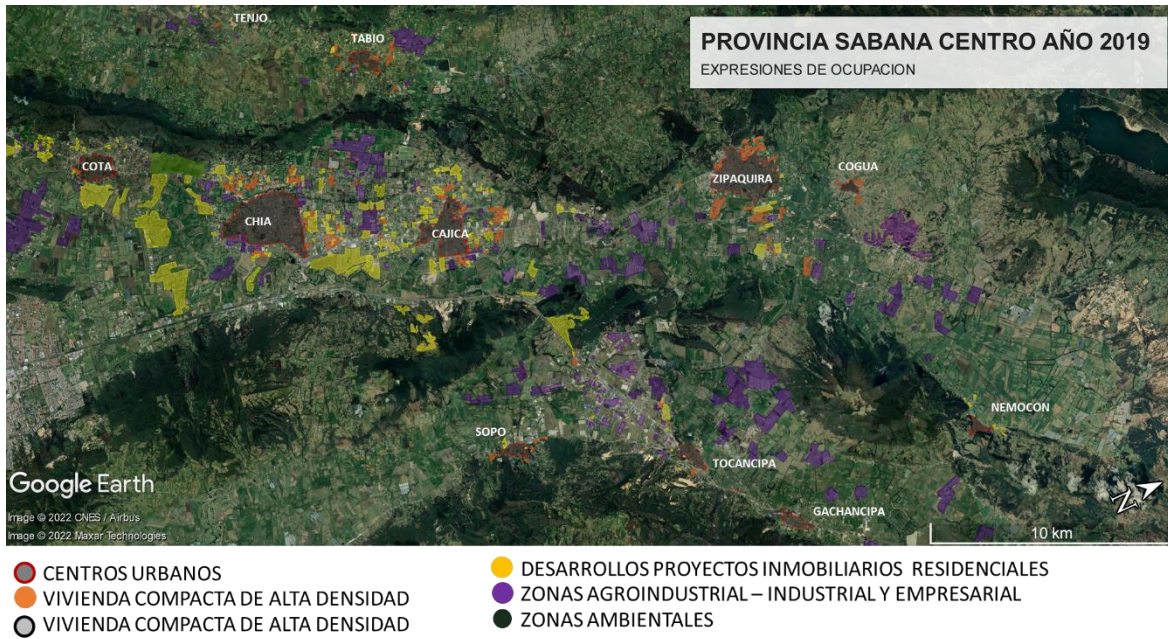 TENJO
TABIO
PROVINCIA SABANA CENTRO AÑO 2019
EXPRESIONES DE OCUPACION
COTA
ZIPAQUIRA
COGUA
CHIA
CAJICA
NEMOCON
SOPO
TOCANCIPA
GACHANCIPA
Google Earth
Image © 2022 CNES / Airbus
Image © 2022 Maxar Technologies
N
10 km
CENTROS URBANOS
VIVIENDA COMPACTA DE ALTA DENSIDAD
VIVIENDA COMPACTA DE ALTA DENSIDAD
DESARROLLOS PROYECTOS INMOBILIARIOS RESIDENCIALES
ZONAS AGROINDUSTRIAL – INDUSTRIAL Y EMPRESARIAL
ZONAS AMBIENTALES